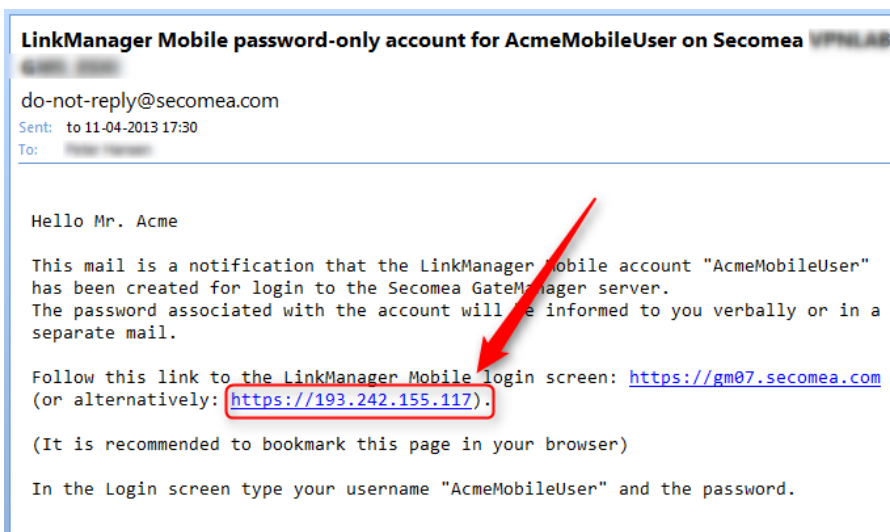 LinkManager Mobile password-only account for AcmeMobileUser on Secomea
do-not-reply@secomea.com
Sent: to 11-04-2013 17:30
To:
Hello Mr. Acme
This mail is a notification that the LinkManager Mobile account "AcmeMobileUser"
has been created for login to the Secomea GateManager server.
The password associated with the account will be informed to you verbally or in a
separate mail.
Follow this link to the LinkManager Mobile login screen: https://gm07.secomea.com
(or alternatively: https://193.242.155.117).
(It is recommended to bookmark this page in your browser)
In the Login screen type your username "AcmeMobileUser" and the password.